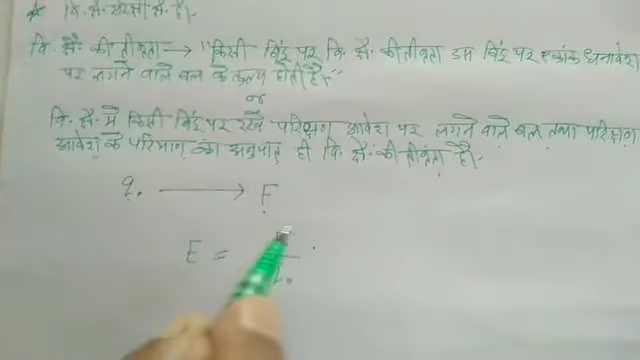 * वि. क्षै. सदिश है।
वि. क्षै. की तीव्रता → "किसी बिंदु पर वि. क्षै. की तीव्रता उस बिंदु पर एकांक धनावेश
पर लगने वाले बल के तुल्य होती है।"
or
वि. क्षै. में किसी बिंदु पर रखे परिक्षण आवेश पर लगने वाले बल तथा परिक्षण
आवेश के परिमाण का अनुपात ही वि. क्षै. की तीव्रता है।
q. → F
E =